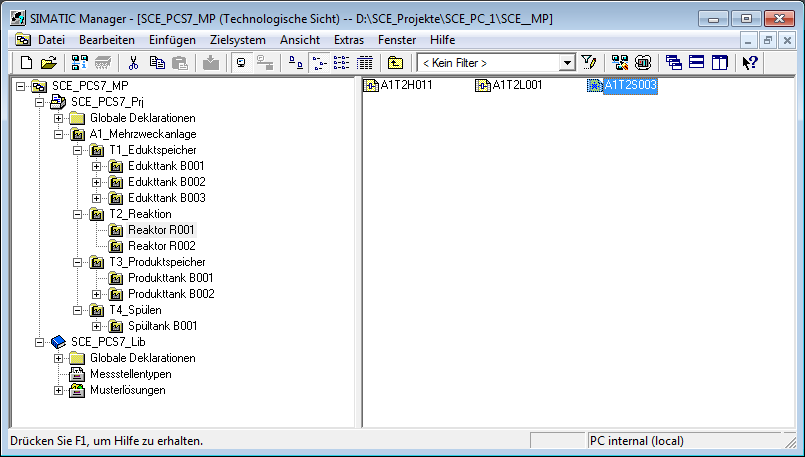 SIMATIC Manager - [SCE_PCS7_MP (Technologische Sicht) -- D:\SCE_Projekte\SCE_PC_1\SCE__MP]
Datei Bearbeiten Einfügen Zielsystem Ansicht Extras Fenster Hilfe
< Kein Filter >
SCE_PCS7_MP
SCE_PCS7_Prj
Globale Deklarationen
A1_Mehrzweckanlage
T1_Eduktspeicher
Edukttank B001
Edukttank B002
Edukttank B003
T2_Reaktion
Reaktor R001
Reaktor R002
T3_Produktspeicher
Produkttank B001
Produkttank B002
T4_Spülen
Spültank B001
SCE_PCS7_Lib
Globale Deklarationen
Messstellentypen
Musterlösungen
A1T2H011 A1T2L001 A1T2S003
Drücken Sie F1, um Hilfe zu erhalten. PC internal (local)